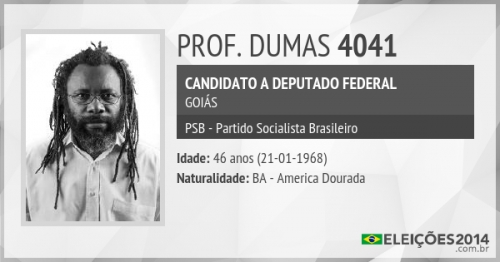 PROF. DUMAS 4041
CANDIDATO A DEPUTADO FEDERAL
GOIÁS
PSB - Partido Socialista Brasileiro
Idade: 46 anos (21-01-1968)
Naturalidade: BA - America Dourada
ELEIÇÕES2014
.com.br